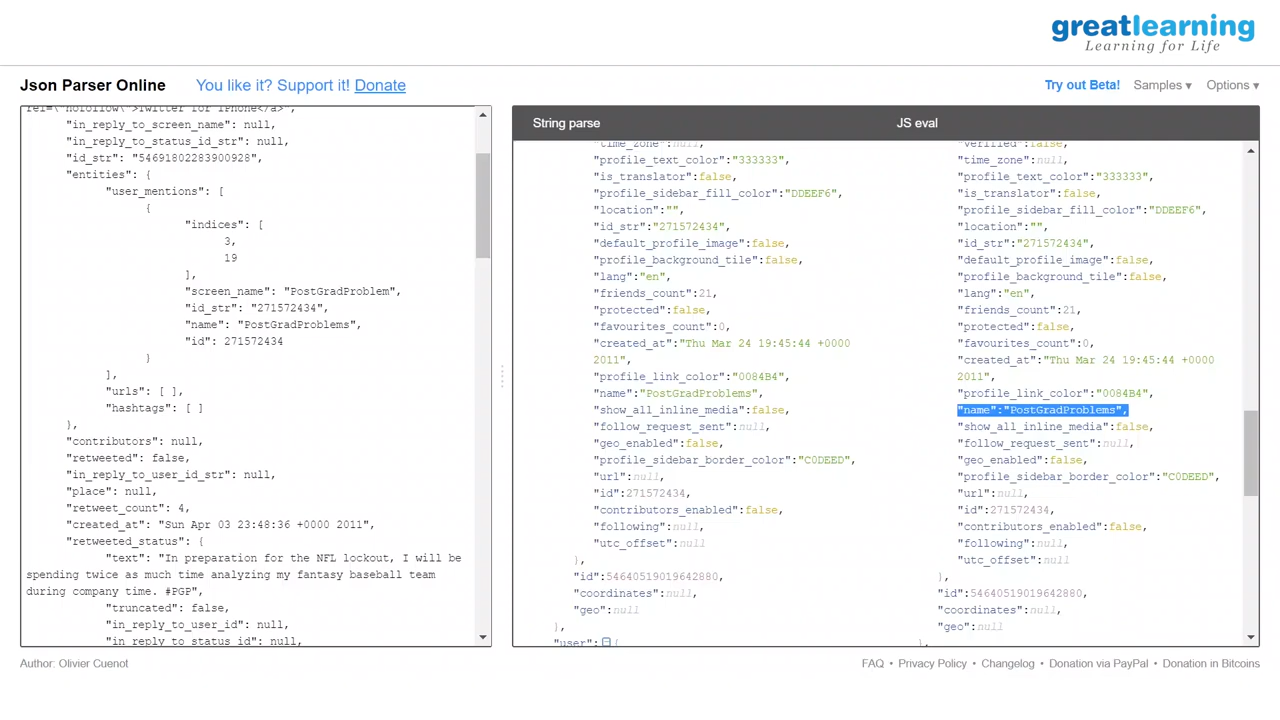 greatlearning
Learning for Life
Json Parser Online
You like it? Support it! Donate
Try out Beta!
Samples ▾
Options ▾
rel=\"nofollow\">Twitter for iPhone</a>",
"in_reply_to_screen_name": null,
"in_reply_to_status_id_str": null,
"id_str": "54691802283900928",
"entities": {
"user_mentions": [
{
"indices": [
3,
19
],
"screen_name": "PostGradProblem",
"id_str": "271572434",
"name": "PostGradProblems",
"id": 271572434
}
],
"urls": [ ],
"hashtags": [ ]
},
"contributors": null,
"retweeted": false,
"in_reply_to_user_id_str": null,
"place": null,
"retweet_count": 4,
"created_at": "Sun Apr 03 23:48:36 +0000 2011",
"retweeted_status": {
"text": "In preparation for the NFL lockout, I will be
spending twice as much time analyzing my fantasy baseball team
during company time. #PGP",
"truncated": false,
"in_reply_to_user_id": null,
"in_reply_to_status_id": null,
String parse
"time_zone":null,
"profile_text_color":"333333",
"is_translator":false,
"profile_sidebar_fill_color":"DDEEF6",
"location":"",
"id_str":"271572434",
"default_profile_image":false,
"profile_background_tile":false,
"lang":"en",
"friends_count":21,
"protected":false,
"favourites_count":0,
"created_at":"Thu Mar 24 19:45:44 +0000
2011",
"profile_link_color":"0084B4",
"name":"PostGradProblems",
"show_all_inline_media":false,
"follow_request_sent":null,
"geo_enabled":false,
"profile_sidebar_border_color":"C0DEED",
"url":null,
"id":271572434,
"contributors_enabled":false,
"following":null,
"utc_offset":null
},
"id":54640519019642880,
"coordinates":null,
"geo":null
},
"user":{
JS eval
"verified":false,
"time_zone":null,
"profile_text_color":"333333",
"is_translator":false,
"profile_sidebar_fill_color":"DDEEF6",
"location":"",
"id_str":"271572434",
"default_profile_image":false,
"profile_background_tile":false,
"lang":"en",
"friends_count":21,
"protected":false,
"favourites_count":0,
"created_at":"Thu Mar 24 19:45:44 +0000
2011",
"profile_link_color":"0084B4",
"name":"PostGradProblems",
"show_all_inline_media":false,
"follow_request_sent":null,
"geo_enabled":false,
"profile_sidebar_border_color":"C0DEED",
"url":null,
"id":271572434,
"contributors_enabled":false,
"following":null,
"utc_offset":null
},
"id":54640519019642880,
"coordinates":null,
"geo":null
},
Author: Olivier Cuenot
FAQ • Privacy Policy • Changelog • Donation via PayPal • Donation in Bitcoins